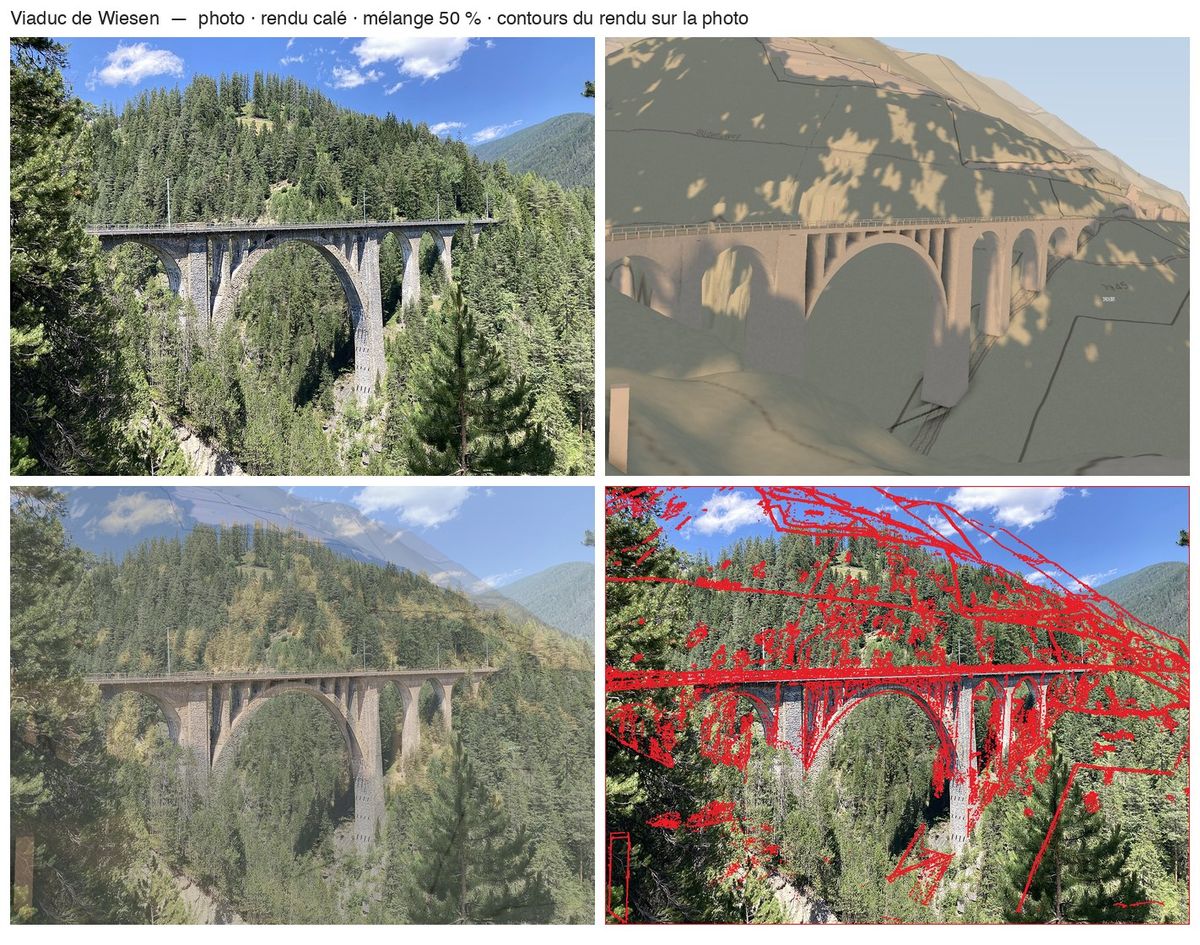 Viaduc de Wiesen — photo · rendu calé · mélange 50 % · contours du rendu sur la photo